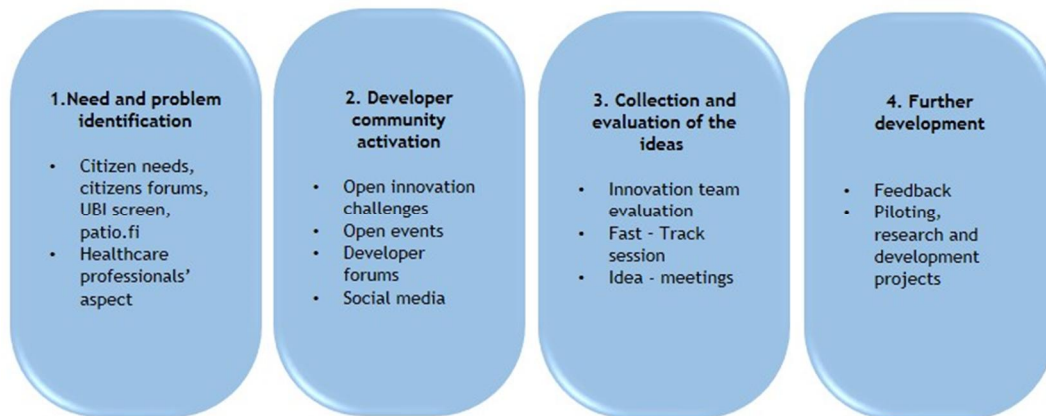 1.Need and problem
identification
• Citizen needs,
citizens forums,
UBI screen,
patio.fi
• Healthcare
professionals’
aspect
2. Developer
community
activation
• Open innovation
challenges
• Open events
• Developer
forums
• Social media
3. Collection and
evaluation of the
ideas
• Innovation team
evaluation
• Fast - Track
session
• Idea - meetings
4. Further
development
• Feedback
• Piloting,
research and
development
projects